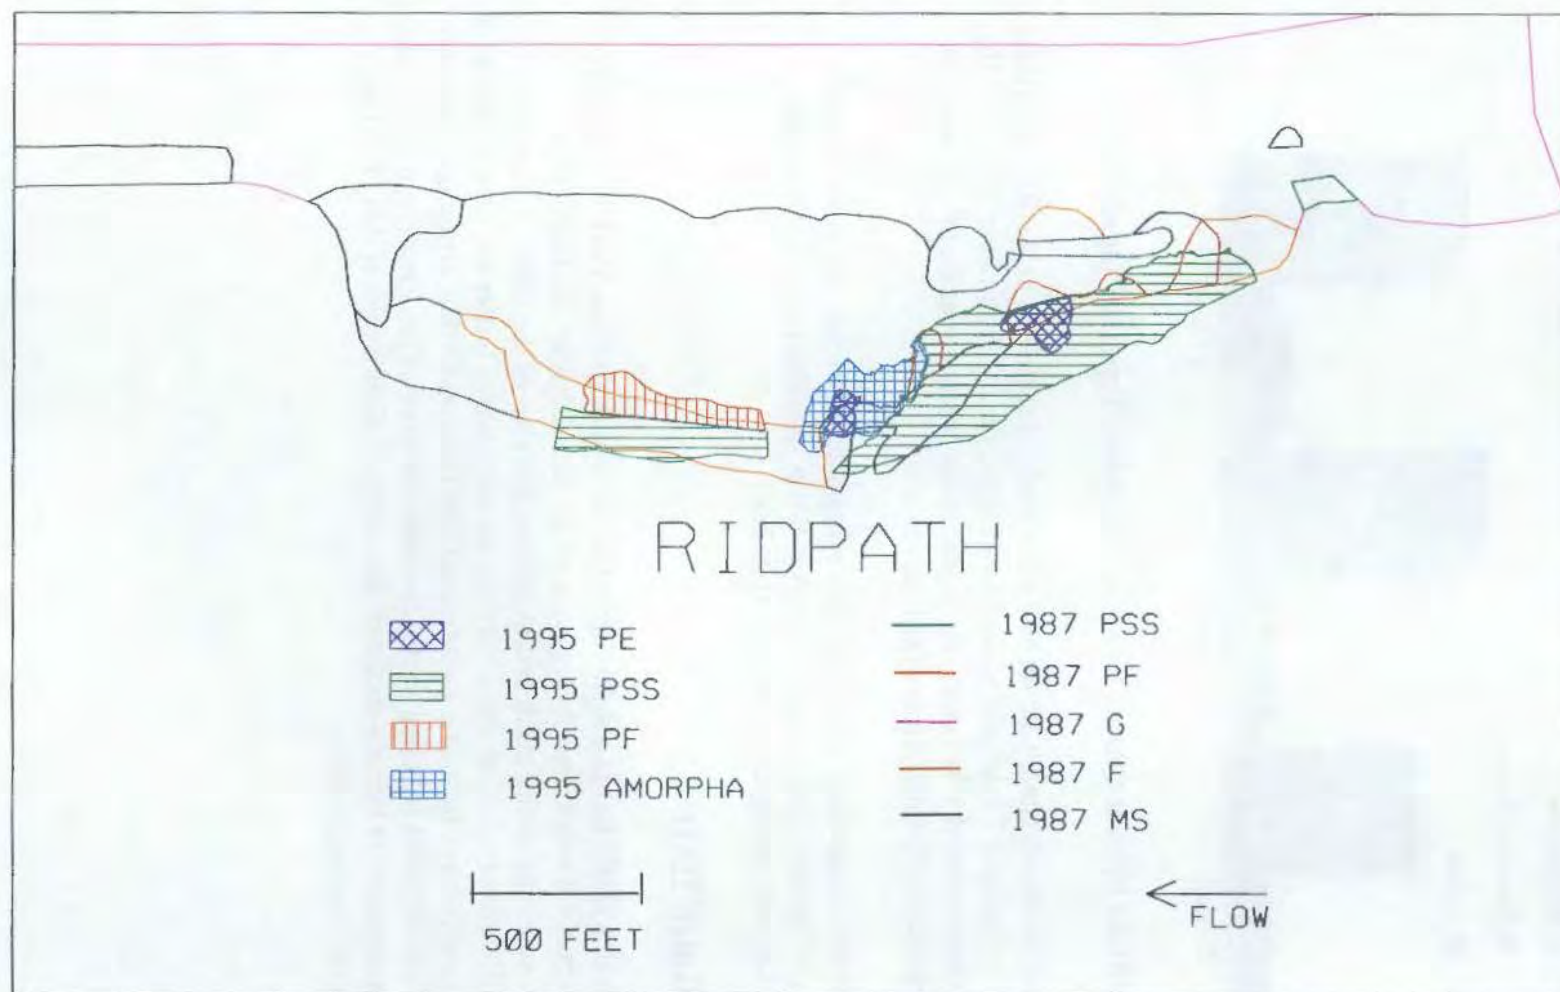 RIDPATH
1995 PE
1995 PSS
1995 PF
1995 AMORPHA
1987 PSS
1987 PF
1987 G
1987 F
1987 MS
500 FEET
FLOW